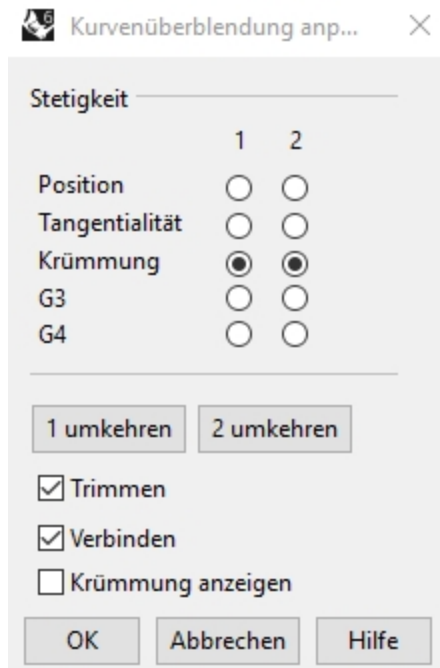 6 Kurvenüberblendung anp...
Stetigkeit
1 2
Position
Tangentialität
Krümmung
G3
G4
1 umkehren 2 umkehren
Trimmen
Verbinden
Krümmung anzeigen
OK Abbrechen Hilfe